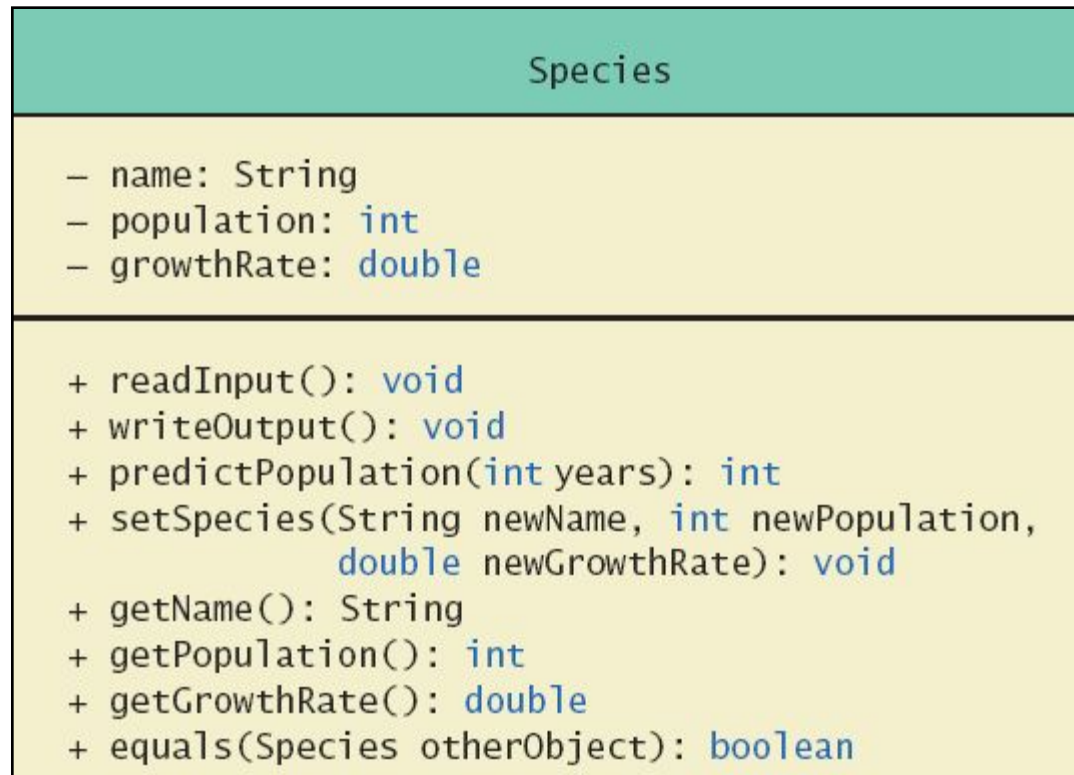 Species
– name: String
– population: int
– growthRate: double
+ readInput(): void
+ writeOutput(): void
+ predictPopulation(int years): int
+ setSpecies(String newName, int newPopulation,
double newGrowthRate): void
+ getName(): String
+ getPopulation(): int
+ getGrowthRate(): double
+ equals(Species otherObject): boolean